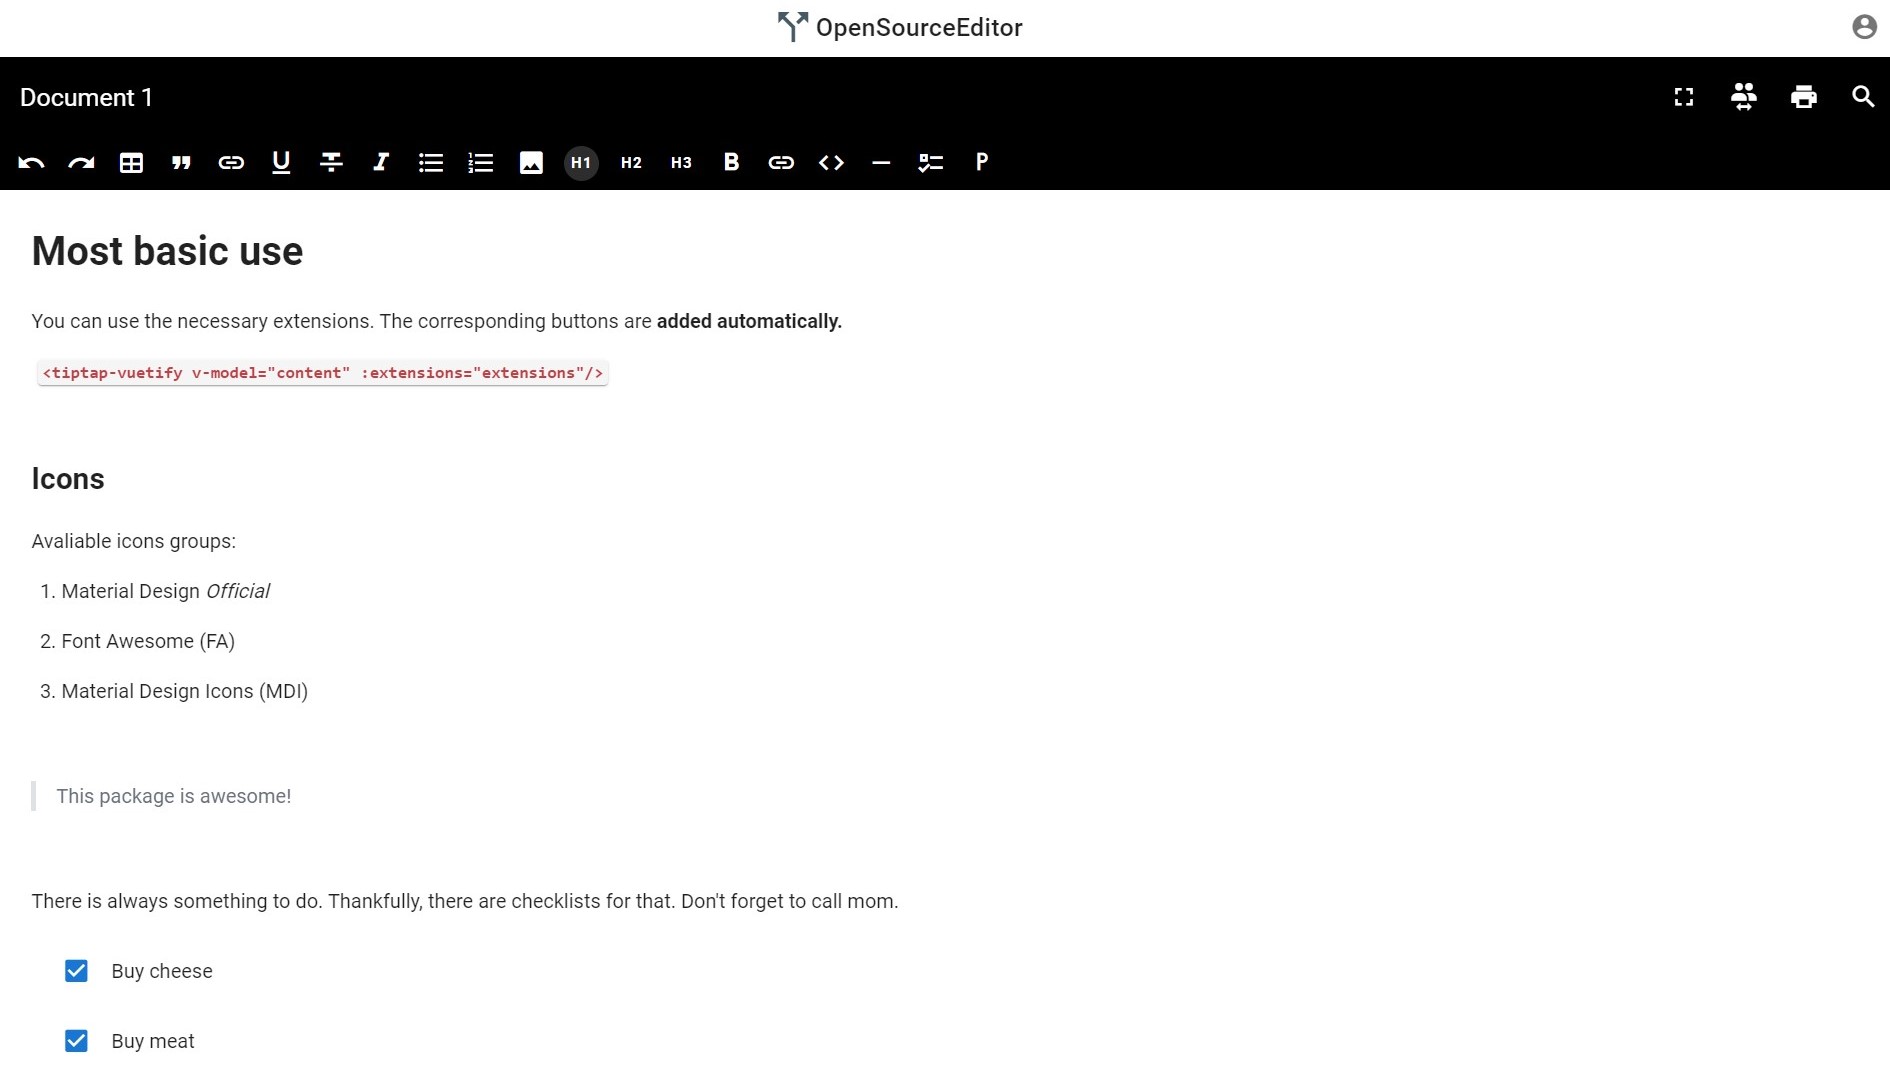 OpenSourceEditor
Document 1
H1 H2 H3 B P
Most basic use
You can use the necessary extensions. The corresponding buttons are added automatically.
<tiptap-vuetify v-model="content" :extensions="extensions"/>
Icons
Avaliable icons groups:
1. Material Design Official
2. Font Awesome (FA)
3. Material Design Icons (MDI)
This package is awesome!
There is always something to do. Thankfully, there are checklists for that. Don't forget to call mom.
Buy cheese
Buy meat